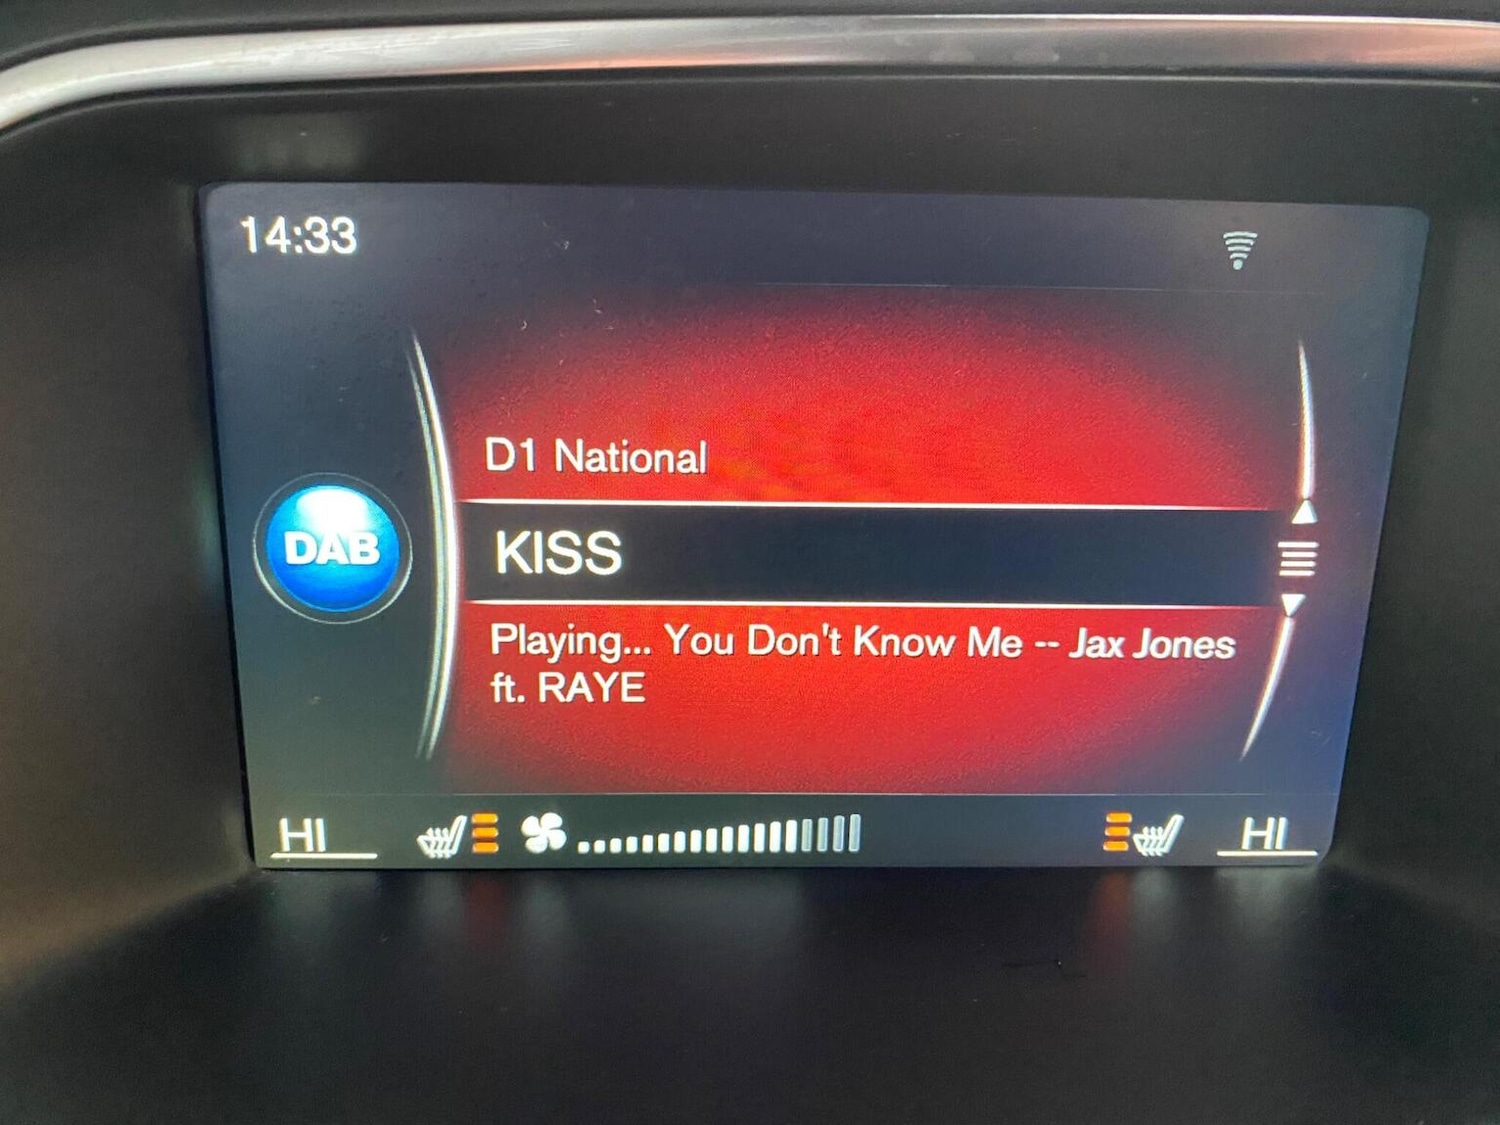 14:33
D1 National
DAB
KISS
Playing... You Don't Know Me -- Jax Jones
ft. RAYE
HI
HI